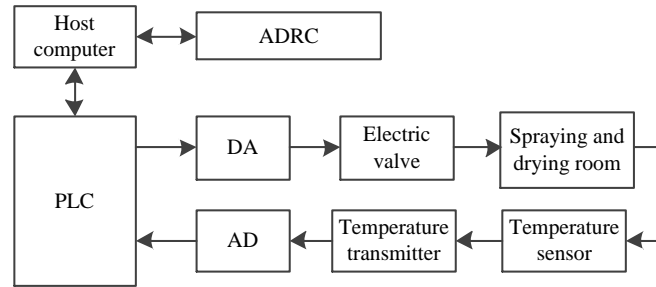 Host
computer
ADRC
PLC
DA
Electric
valve
Spraying and
drying room
AD
Temperature
transmitter
Temperature
sensor